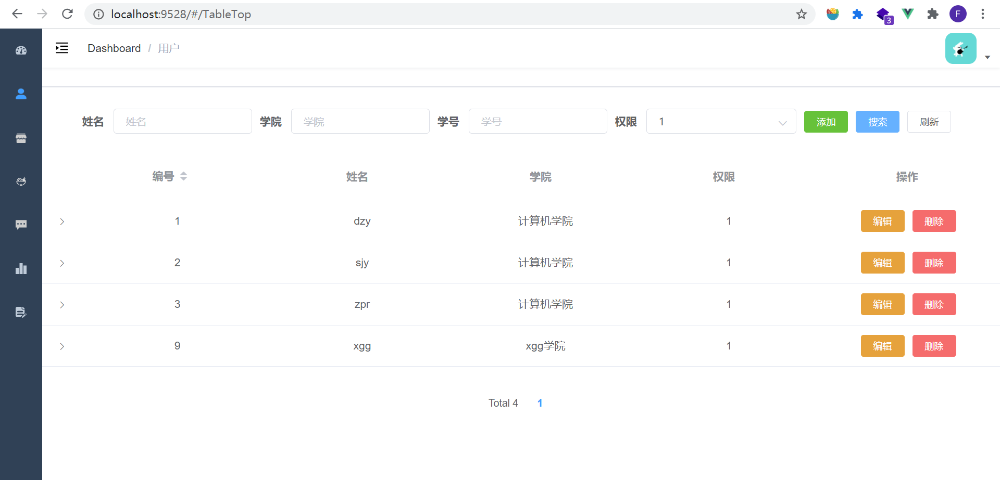 localhost:9528/#/TableTop
3
F
Dashboard / 用户
姓名 姓名 学院 学院 学号 学号 权限 1 添加 搜索 刷新
编号 姓名 学院 权限 操作
1 dzy 计算机学院 1 编辑 删除
2 sjy 计算机学院 1 编辑 删除
3 zpr 计算机学院 1 编辑 删除
9 xgg xgg学院 1 编辑 删除
Total 4 1